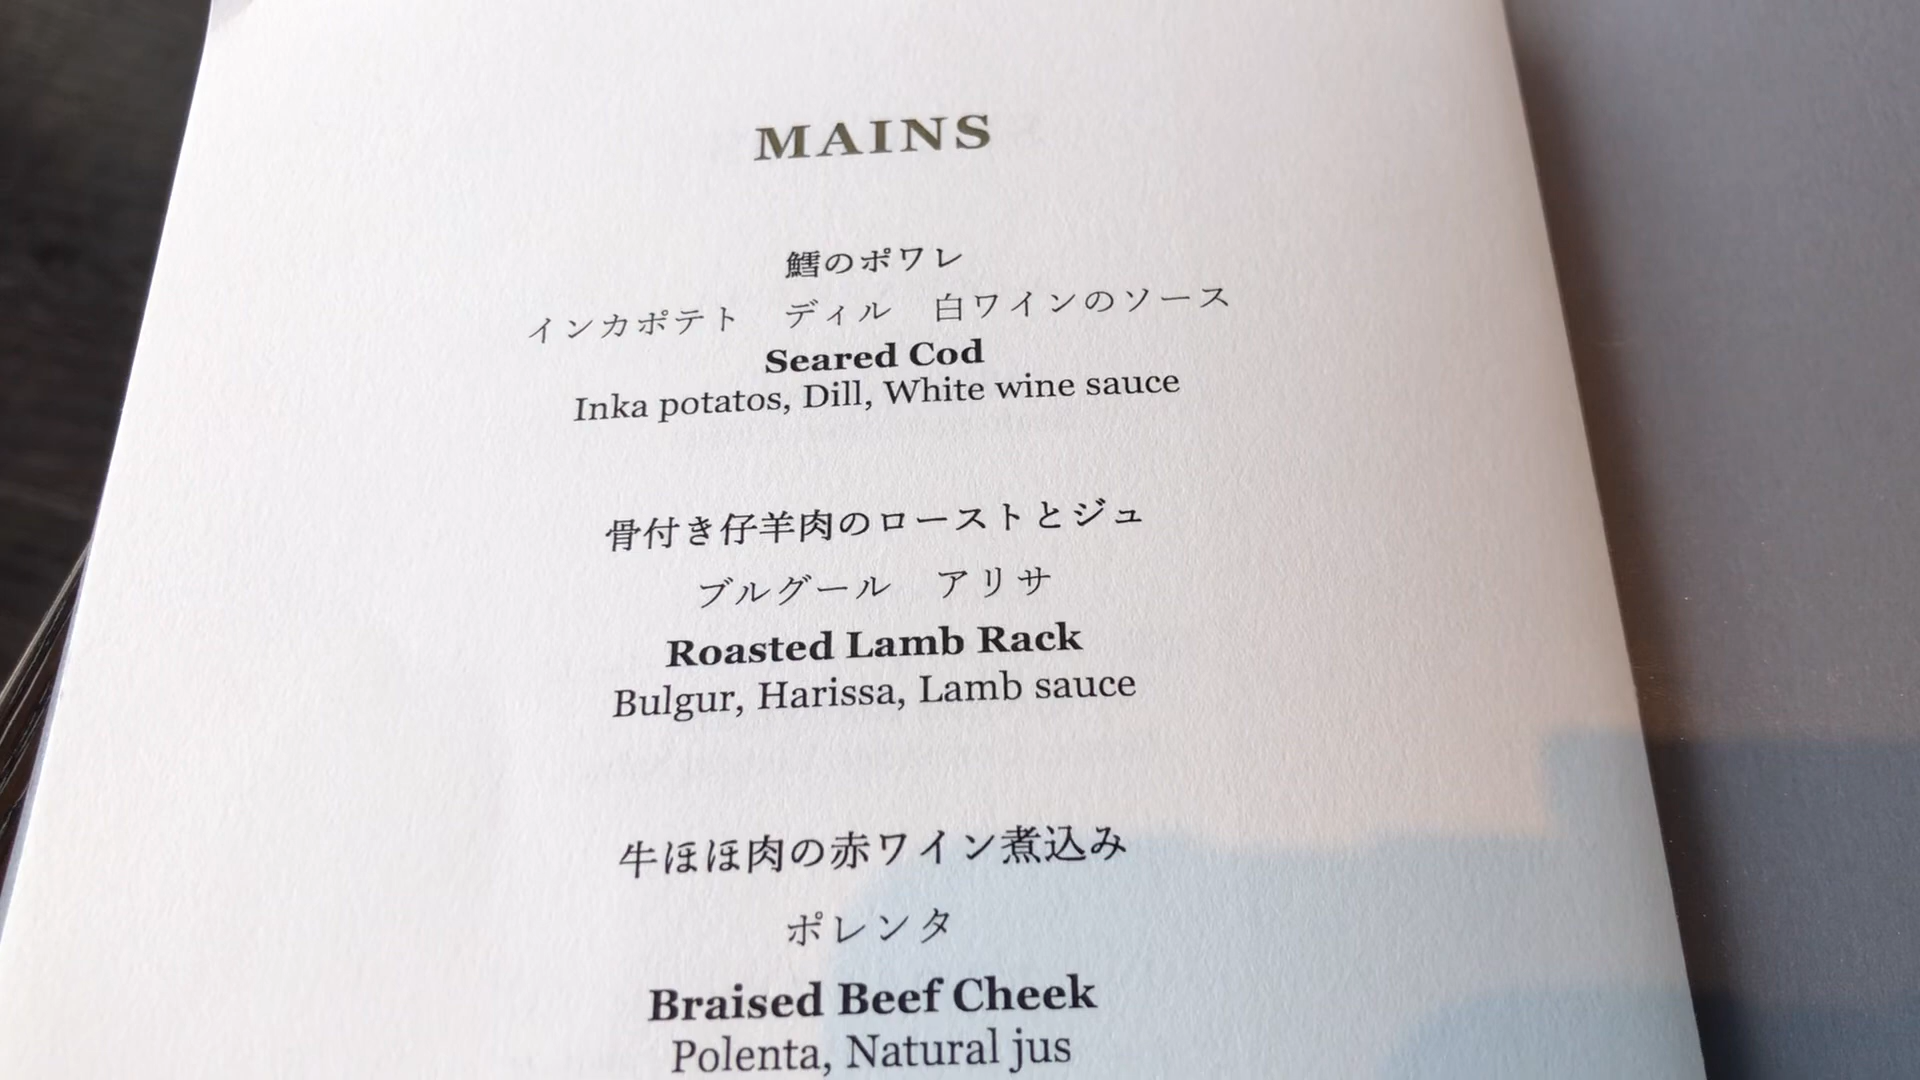 MAINS
鱈のポワレ
インカポテト　ディル　白ワインのソース
Seared Cod
Inka potatos, Dill, White wine sauce
骨付き仔羊肉のローストとジュ
ブルグール　アリサ
Roasted Lamb Rack
Bulgur, Harissa, Lamb sauce
牛ほほ肉の赤ワイン煮込み
ポレンタ
Braised Beef Cheek
Polenta, Natural jus